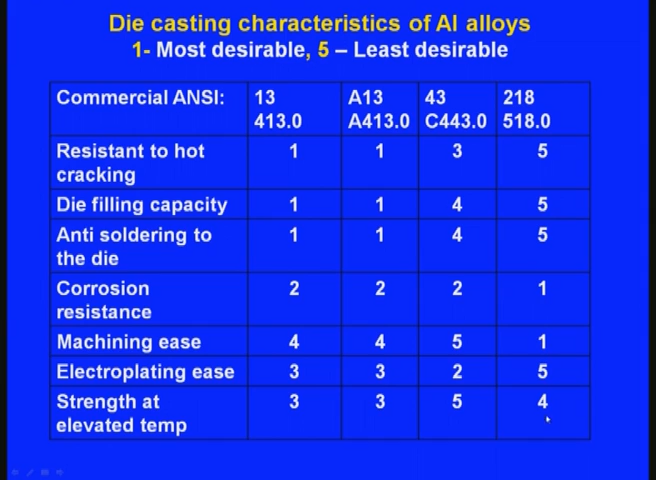 Die casting characteristics of Al alloys
1- Most desirable, 5 – Least desirable
Commercial ANSI: 13 A13 43 218
413.0 A413.0 C443.0 518.0
Resistant to hot 1 1 3 5
cracking
Die filling capacity 1 1 4 5
Anti soldering to 1 1 4 5
the die
Corrosion 2 2 2 1
resistance
Machining ease 4 4 5 1
Electroplating ease 3 3 2 5
Strength at 3 3 5 4
elevated temp